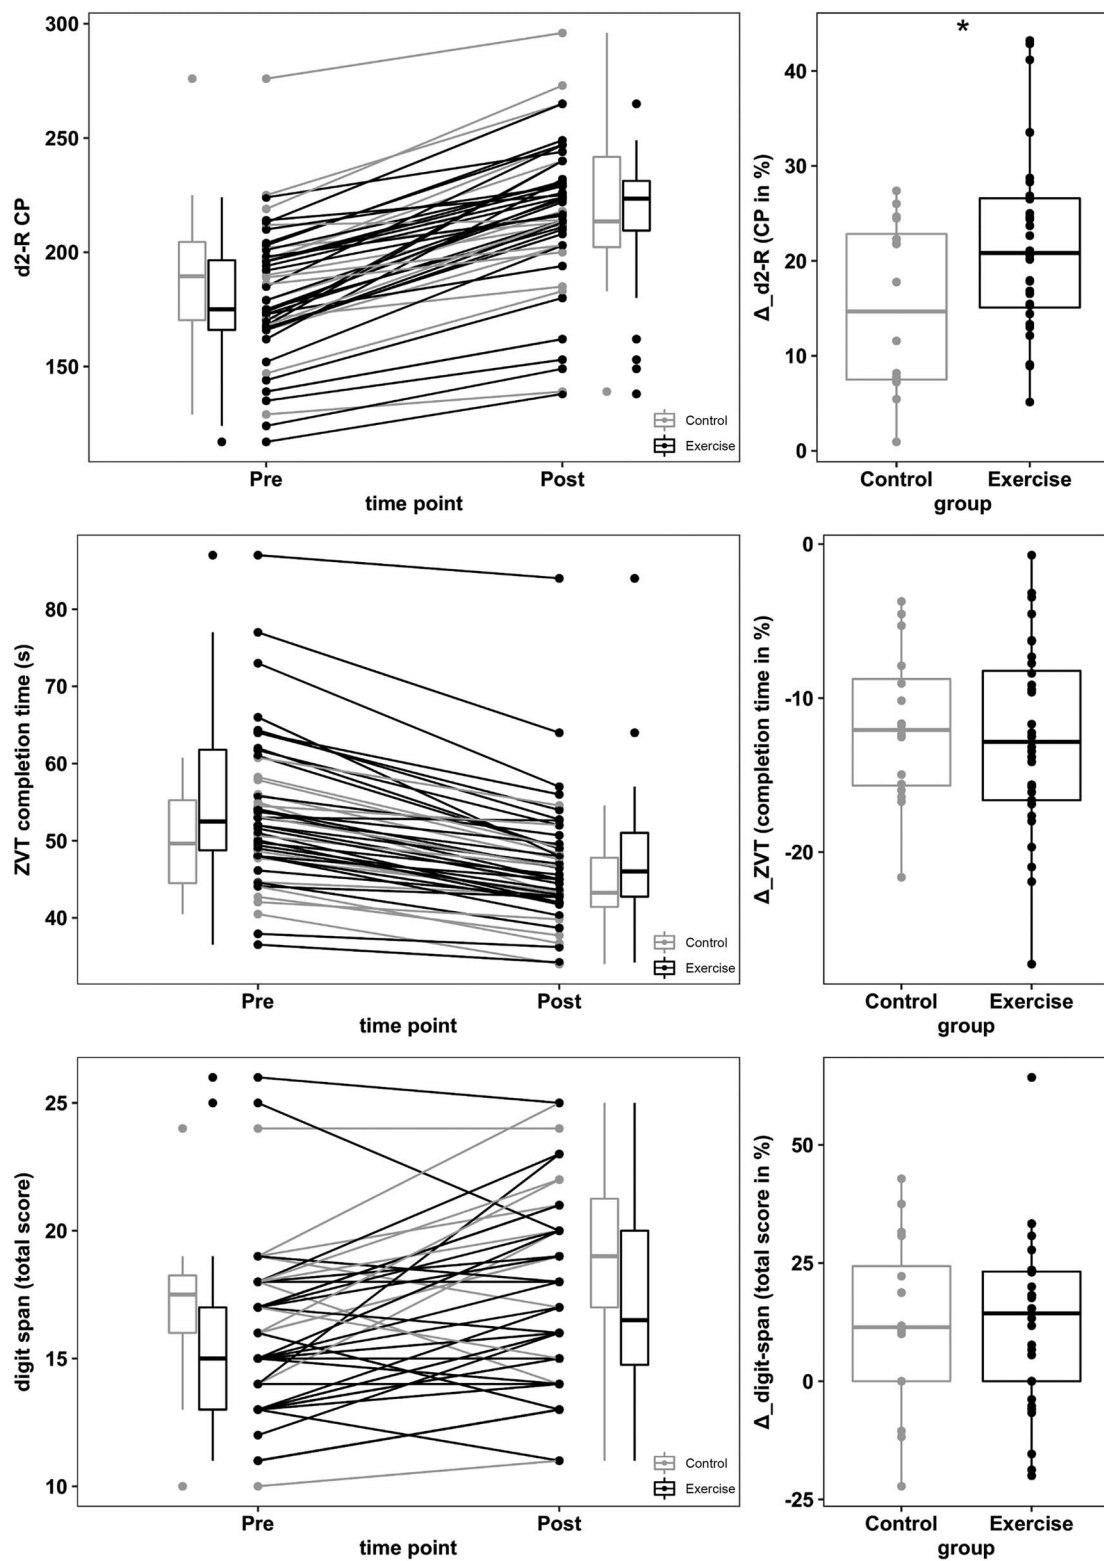 300
250
200
150
d2-R CP
Control
Exercise
Pre
Post
time point
*
40
30
20
10
0
Δ_d2-R (CP in %)
Control
Exercise
group
80
70
60
50
40
ZVT completion time (s)
Control
Exercise
Pre
Post
time point
0
-10
-20
Δ_ZVT (completion time in %)
Control
Exercise
group
25
20
15
10
digit span (total score)
Control
Exercise
Pre
Post
time point
50
25
0
-25
Δ_digit-span (total score in %)
Control
Exercise
group